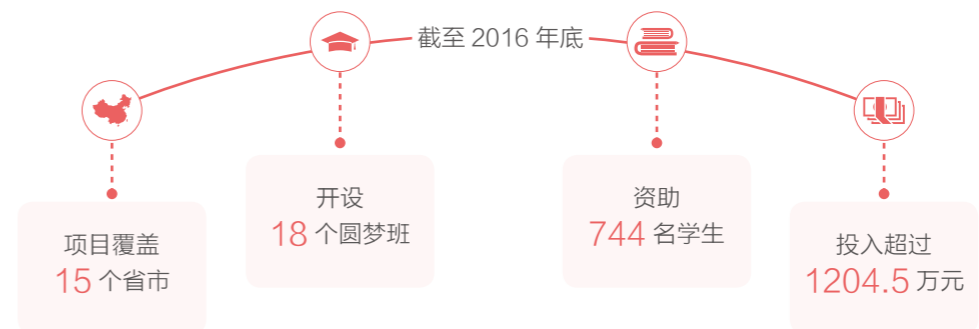 截至 2016 年底
项目覆盖
15 个省市
开设
18 个圆梦班
资助
744 名学生
投入超过
1204.5 万元